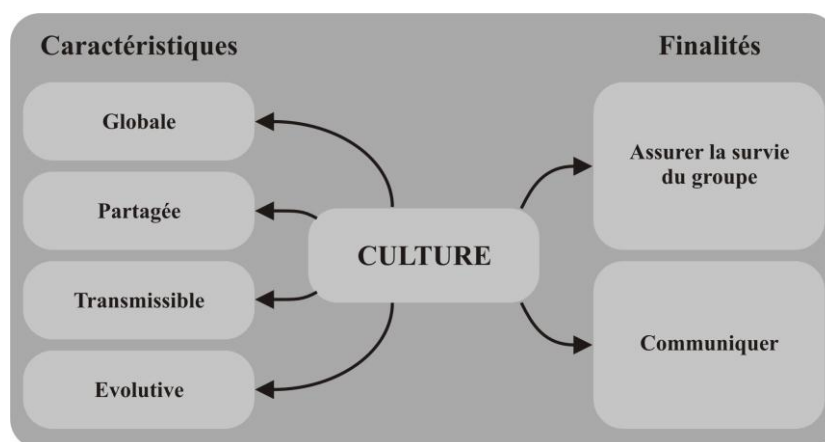 Caractéristiques
Globale
Partagée
Transmissible
Evolutive
CULTURE
Finalités
Assurer la survie
du groupe
Communiquer